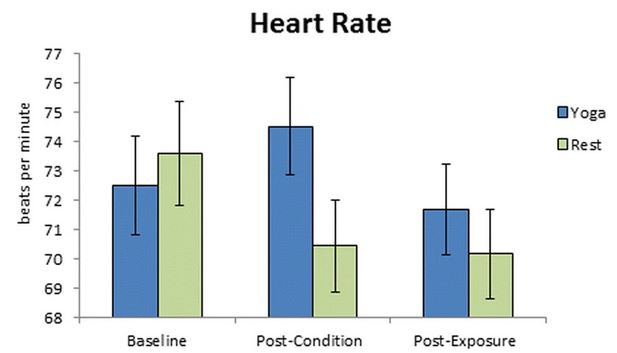 Heart Rate
beats per minute
77
76
75
74
73
72
71
70
69
68
Baseline
Post-Condition
Post-Exposure
Yoga
Rest